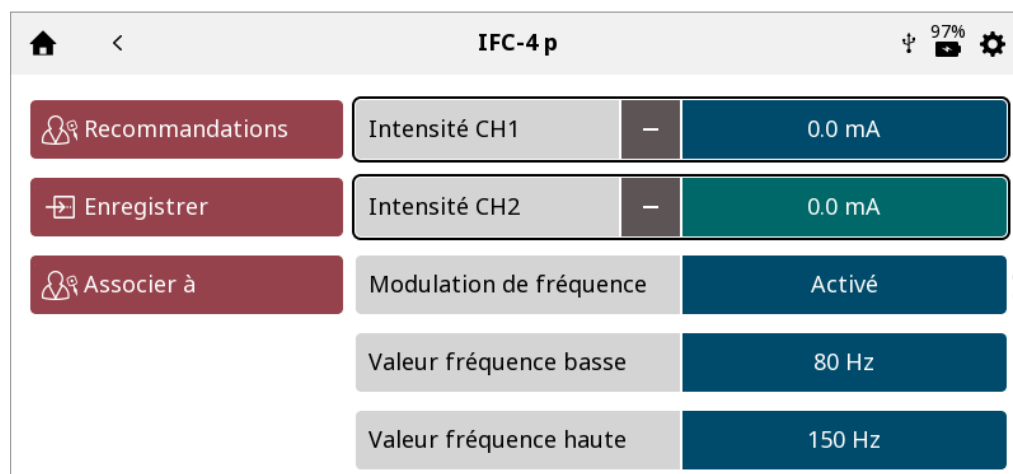 IFC-4 p
97%
Recommandations
Intensité CH1
–
0.0 mA
Enregistrer
Intensité CH2
–
0.0 mA
Associer à
Modulation de fréquence
Activé
Valeur fréquence basse
80 Hz
Valeur fréquence haute
150 Hz